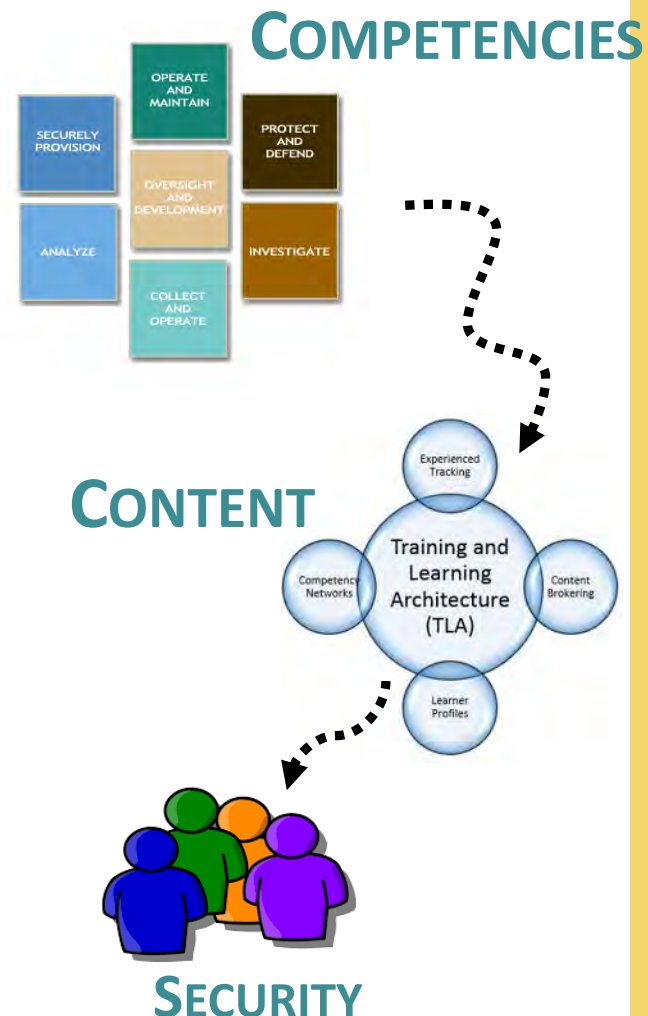 COMPETENCIES
OPERATE
AND
MAINTAIN
SECURELY
PROVISION
PROTECT
AND
DEFEND
OVERSIGHT
AND
DEVELOPMENT
ANALYZE
INVESTIGATE
COLLECT
AND
OPERATE
CONTENT
Experienced
Tracking
Training and
Learning
Architecture
(TLA)
Competency
Networks
Content
Brokering
Learner
Profiles
SECURITY